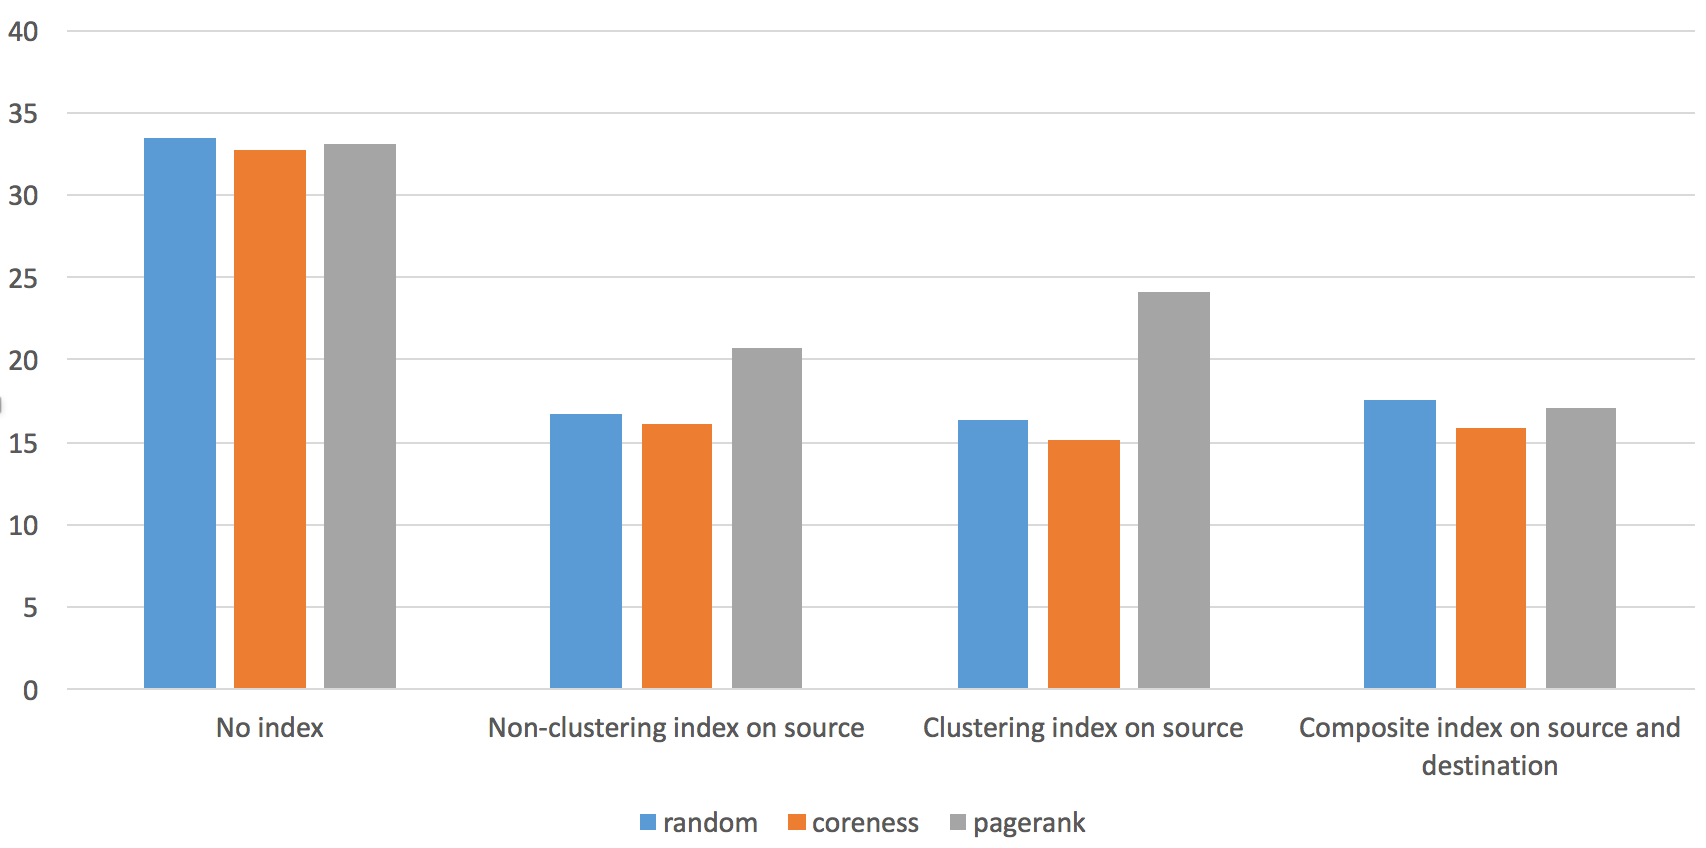 40
35
30
25
20
15
10
5
0
No index
Non-clustering index on source
Clustering index on source
Composite index on source and
destination
random
coreness
pagerank